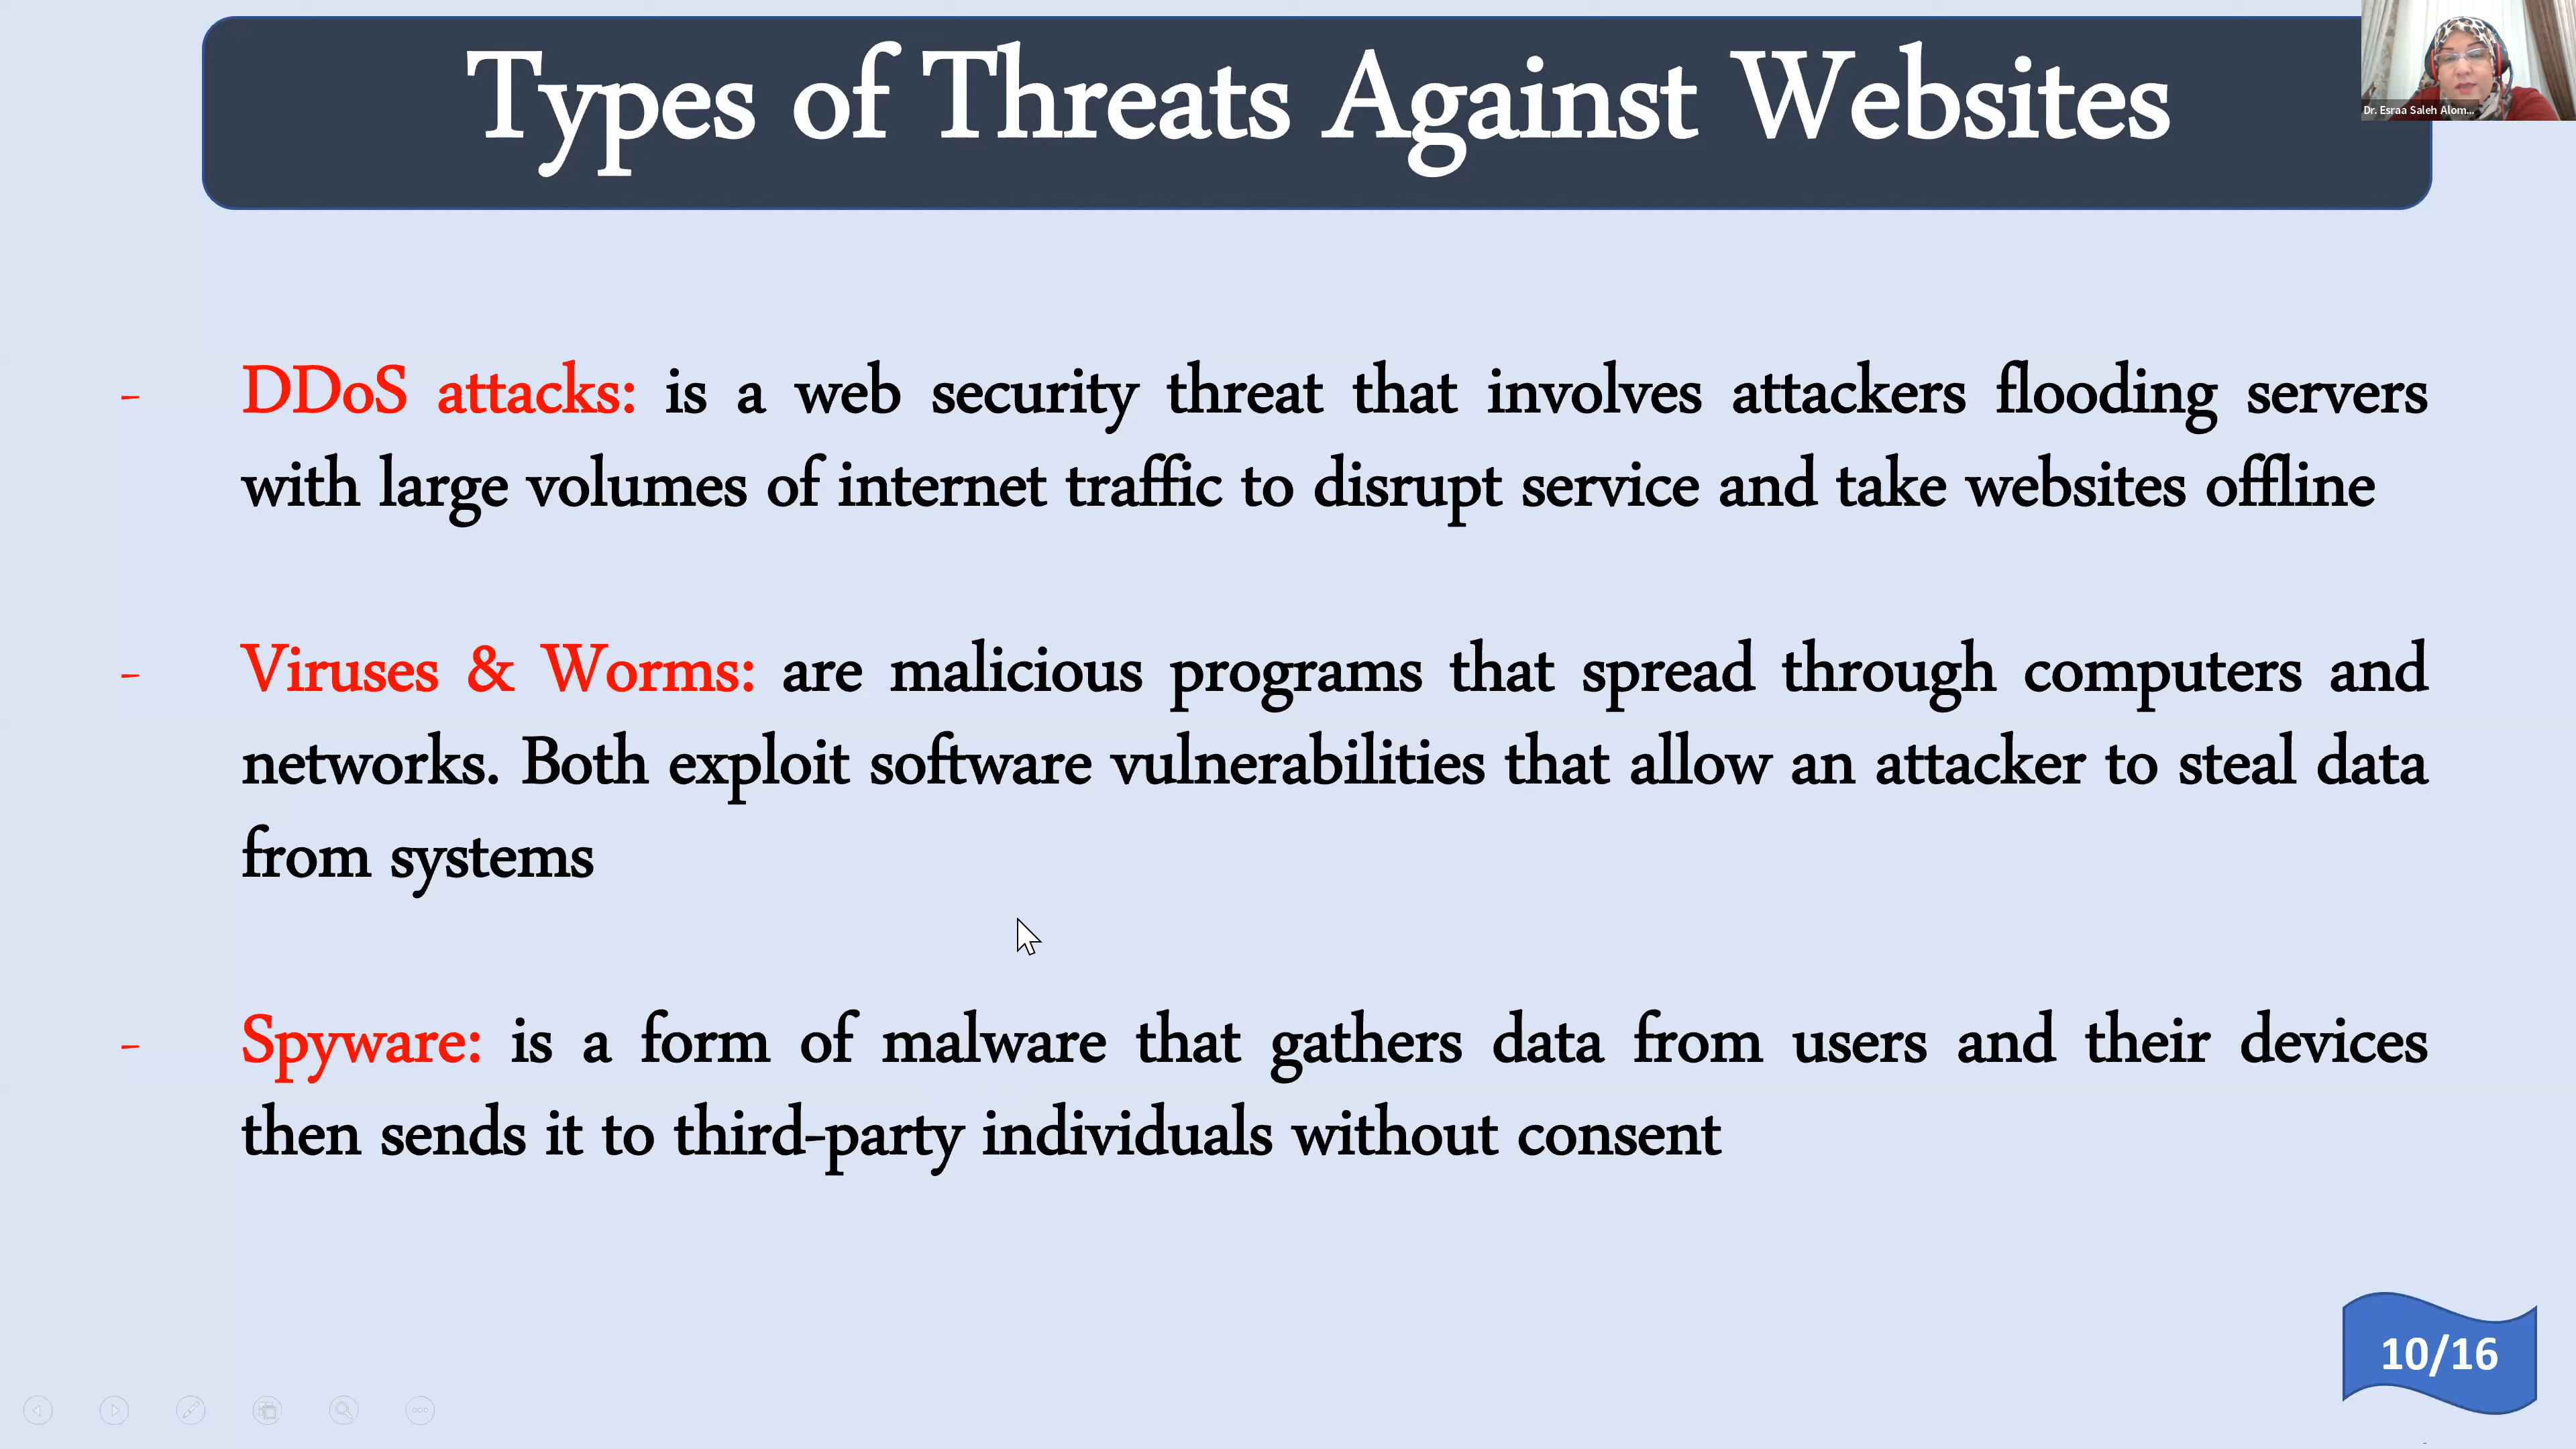 Types of Threats Against Websites
Dr. Esraa Saleh Alom...
- DDoS attacks: is a web security threat that involves attackers flooding servers
with large volumes of internet traffic to disrupt service and take websites offline
- Viruses & Worms: are malicious programs that spread through computers and
networks. Both exploit software vulnerabilities that allow an attacker to steal data
from systems
- Spyware: is a form of malware that gathers data from users and their devices
then sends it to third-party individuals without consent
10/16